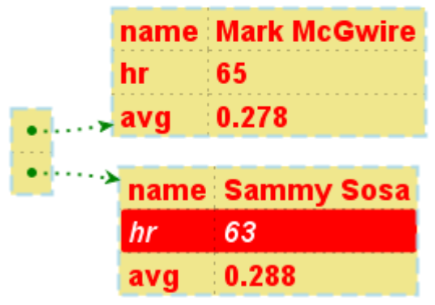 name Mark McGwire
hr 65
avg 0.278
name Sammy Sosa
hr 63
avg 0.288